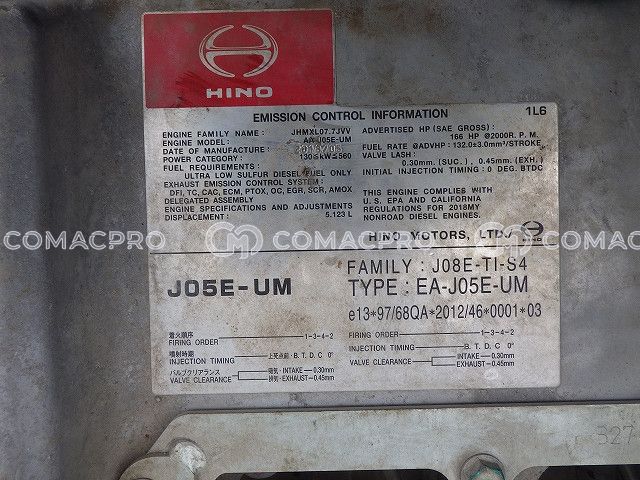 HINO
EMISSION CONTROL INFORMATION 1L6
ENGINE FAMILY NAME : JHMXL07.7JVV
ENGINE MODEL: AA-J05E-UM
DATE OF MANUFACTURE
POWER CATEGORY: 130≤kW≤560
FUEL REQUIREMENTS:
ULTRA LOW SULFUR DIESEL FUEL ONLY
EXHAUST EMISSION CONTROL SYSTEM :
DFI, TC, CAC, ECM, PTOX, OC, EGR, SCR, AMOX
DELEGATED ASSEMBLY
ENGINE SPECIFICATIONS AND ADJUSTMENTS
DISPLACEMENT: 5.123 L
ADVERTISED HP (SAE GROSS) :
166 HP @2000R. P. M.
FUEL RATE @ADVHP : 132.0±3.0mm³/STROKE
VALVE LASH :
0.30mm (SUC.), 0.45mm (EXH.)
INITIAL INJECTION TIMING : 0 DEG. BTDC
THIS ENGINE COMPLIES WITH
U. S. EPA AND CALIFORNIA
REGULATIONS FOR 2018MY
NONROAD DIESEL ENGINES.
HINO MOTORS, LTD. HINO
COMACPRO COMACPRO COMACPRO
J05E-UM
FAMILY : J08E-TI-S4
TYPE : EA-J05E-UM
e13*97/68QA*2012/46*0001*03
着火順序
FIRING ORDER 1-3-4-2
噴射時期
INJECTION TIMING 上死点前・B. T. D. C 0°
バルブクリアランス
VALVE CLEARANCE 吸気・INTAKE 0.30mm
排気・EXHAUST 0.45mm
FIRING ORDER 1-3-4-2
INJECTION TIMING B. T. D. C 0°
VALVE CLEARANCE INTAKE 0.30mm
EXHAUST 0.45mm